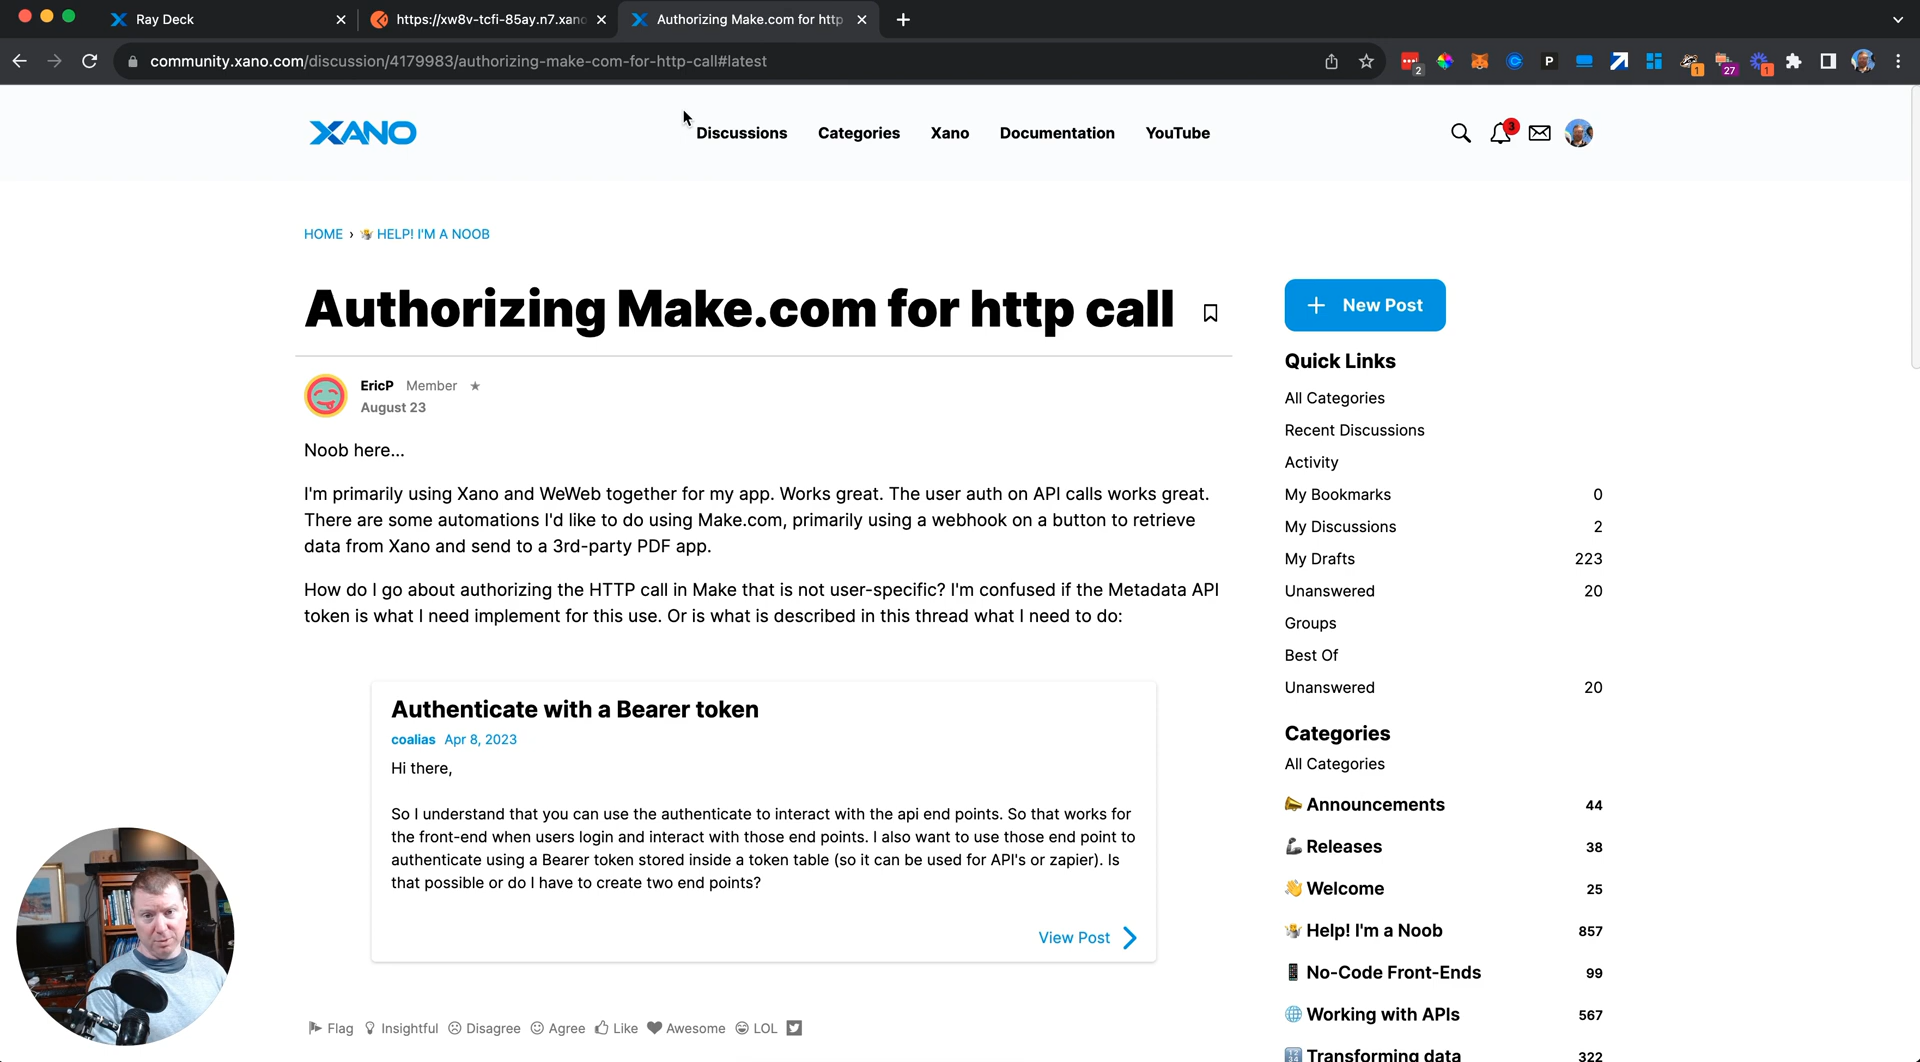 Ray Deck
https://xw8v-tcfi-85ay.n7.xano
Authorizing Make.com for http
community.xano.com/discussion/4179983/authorizing-make-com-for-http-call#latest
2
P
1
27
1
XANO
Discussions
Categories
Xano
Documentation
YouTube
3
HOME › HELP! I'M A NOOB
Authorizing Make.com for http call
EricP Member ★
August 23
Noob here...
I'm primarily using Xano and WeWeb together for my app. Works great. The user auth on API calls works great.
There are some automations I'd like to do using Make.com, primarily using a webhook on a button to retrieve
data from Xano and send to a 3rd-party PDF app.
How do I go about authorizing the HTTP call in Make that is not user-specific? I'm confused if the Metadata API
token is what I need implement for this use. Or is what is described in this thread what I need to do:
Authenticate with a Bearer token
coalias Apr 8, 2023
Hi there,
So I understand that you can use the authenticate to interact with the api end points. So that works for
the front-end when users login and interact with those end points. I also want to use those end point to
authenticate using a Bearer token stored inside a token table (so it can be used for API's or zapier). Is
that possible or do I have to create two end points?
View Post
Flag Insightful Disagree Agree Like Awesome LOL
+ New Post
Quick Links
All Categories
Recent Discussions
Activity
My Bookmarks 0
My Discussions 2
My Drafts 223
Unanswered 20
Groups
Best Of
Unanswered 20
Categories
All Categories
Announcements 44
Releases 38
Welcome 25
Help! I'm a Noob 857
No-Code Front-Ends 99
Working with APIs 567
Transforming data 322